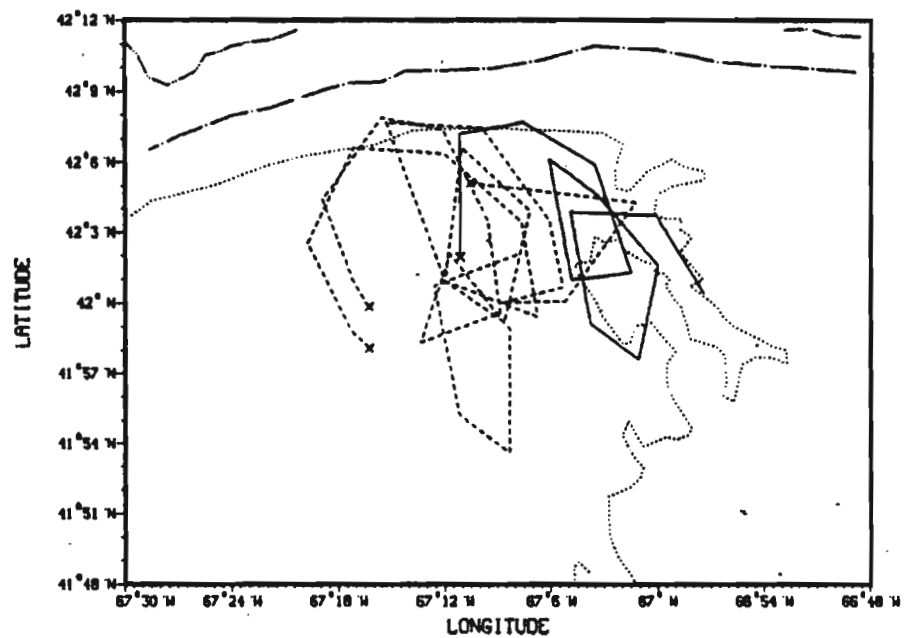 42°12 N
42°9 N
42°6 N
42°3 N
42° N
41°57 N
41°54 N
41°51 N
41°48 N
LATITUDE
67°30 W
67°24 W
67°18 W
67°12 W
67°6 W
67° W
66°54 W
66°48 W
LONGITUDE